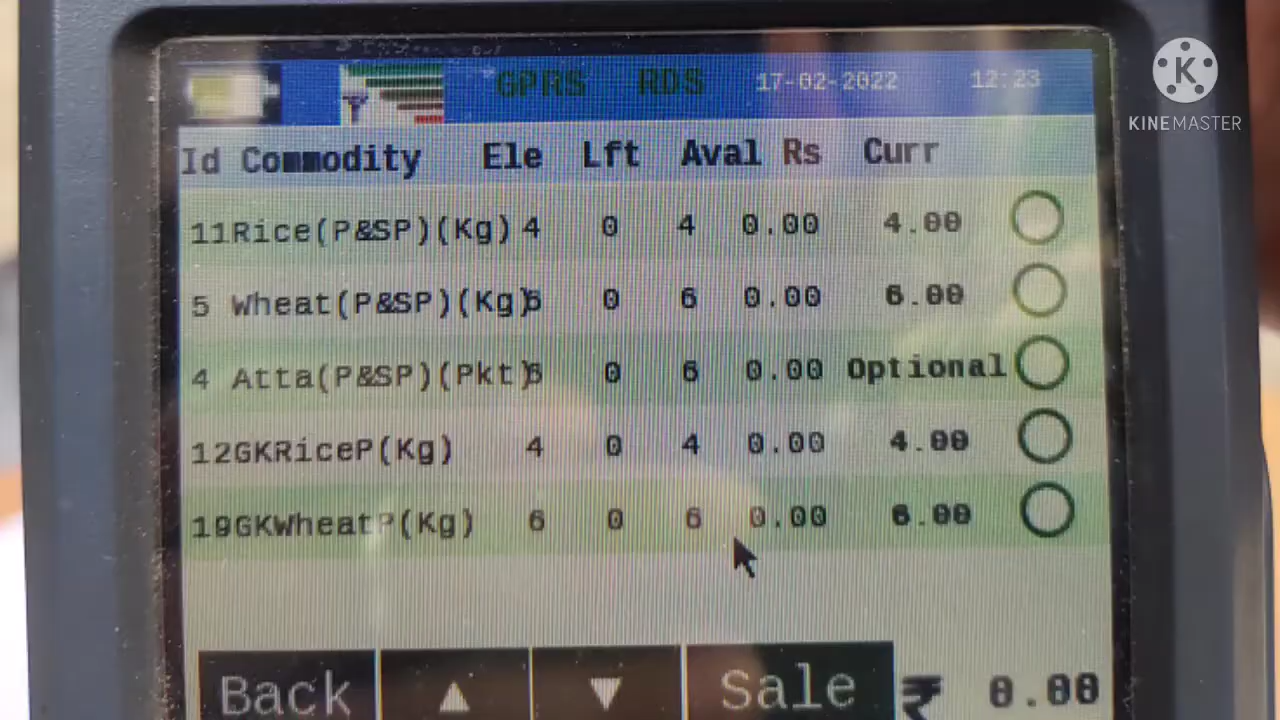 GPRS RDS 17-02-2022 12:23
K
KINEMASTER
Id Commodity Ele Lft Aval Rs Curr
11Rice(P&SP)(Kg) 4 0 4 0.00 4.00
5 Wheat(P&SP)(Kg)6 0 6 0.00 6.00
4 Atta(P&SP)(Pkt)6 0 6 0.00 Optional
12GKRiceP(Kg) 4 0 4 0.00 4.00
19GKWheatP(Kg) 6 0 6 0.00 6.00
Back ▲ ▼ Sale ₹ 0.00